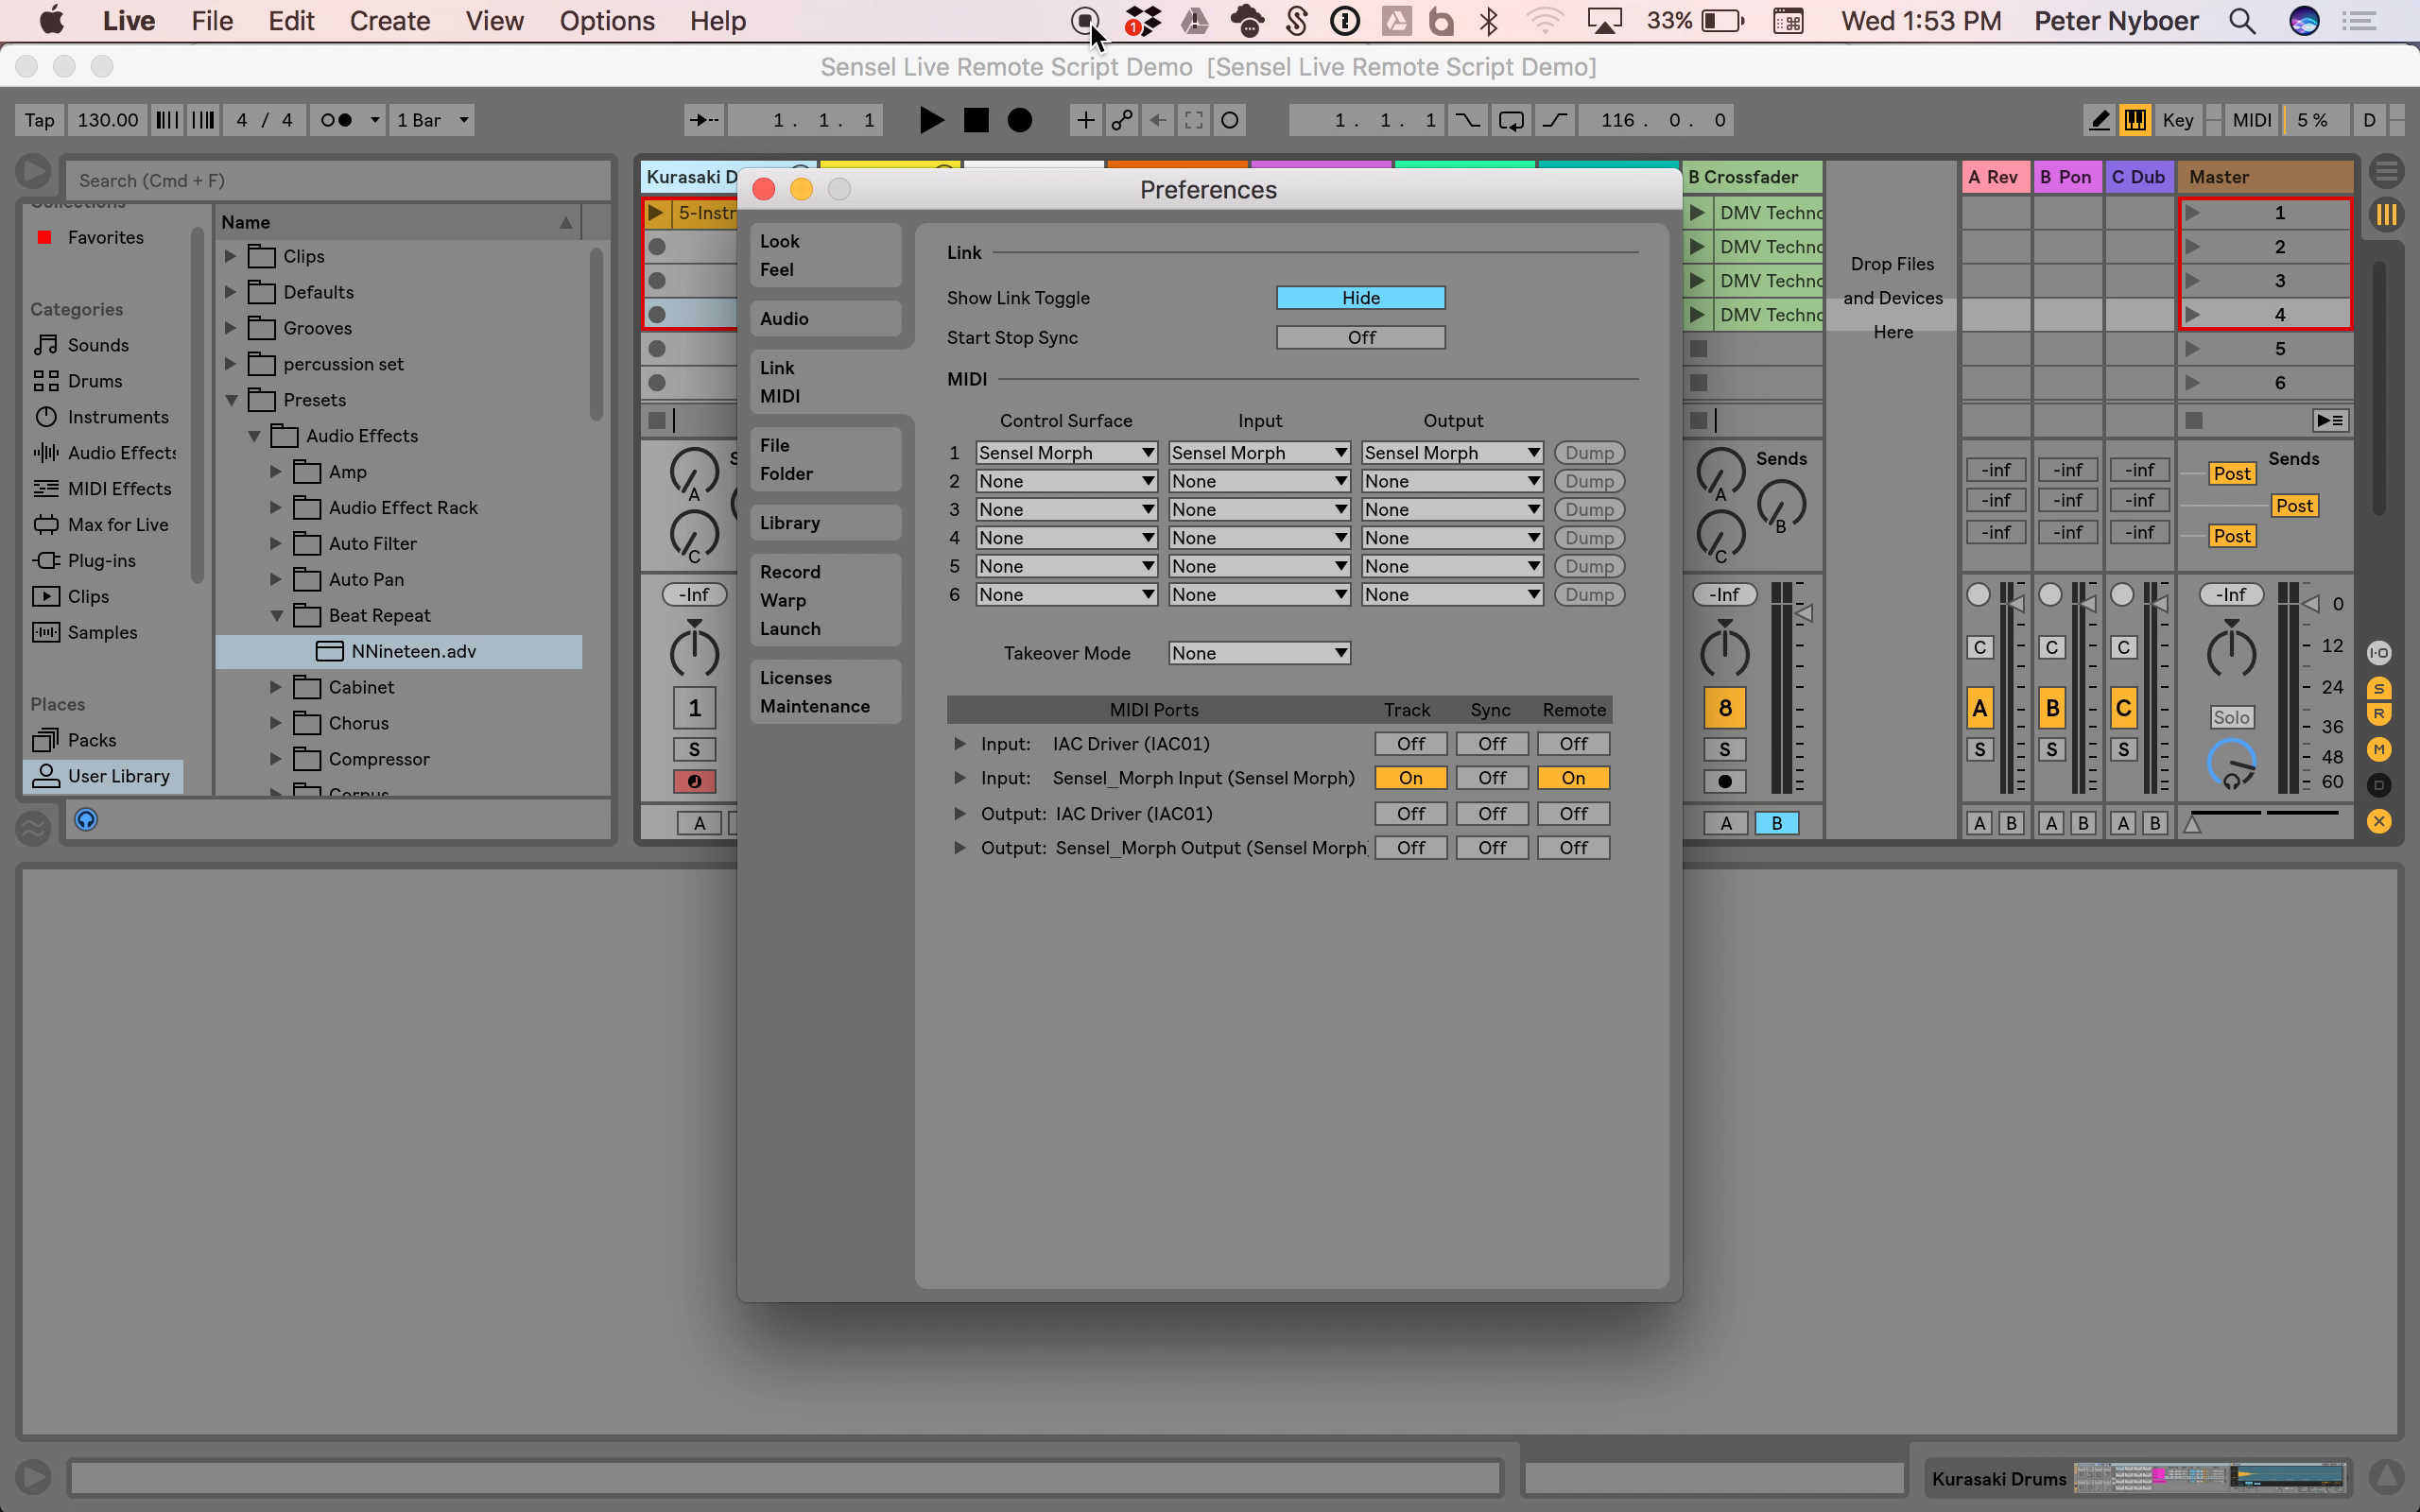 Live File Edit Create View Options Help 1 33% Wed 1:53 PM Peter Nyboer
Sensel Live Remote Script Demo [Sensel Live Remote Script Demo]
Tap 130.00 4 / 4 1 Bar 1. 1. 1 1. 1. 1 116. 0. 0 Key MIDI 5 % D
Search (Cmd + F)
Favorites
Categories
Sounds
Drums
Instruments
Audio Effects
MIDI Effects
Max for Live
Plug-ins
Clips
Samples
Places
Packs
User Library
Name
Clips
Defaults
Grooves
percussion set
Presets
Audio Effects
Amp
Audio Effect Rack
Auto Filter
Auto Pan
Beat Repeat
NNineteen.adv
Cabinet
Chorus
Compressor
Kurasaki D
5-Instr
A
C
-Inf
1
S
A
Preferences
Look
Feel
Audio
Link
MIDI
File
Folder
Library
Record
Warp
Launch
Licenses
Maintenance
Link
Show Link Toggle Hide
Start Stop Sync Off
MIDI
Control Surface Input Output
1 Sensel Morph Sensel Morph Sensel Morph Dump
2 None None None Dump
3 None None None Dump
4 None None None Dump
5 None None None Dump
6 None None None Dump
Takeover Mode None
MIDI Ports Track Sync Remote
Input: IAC Driver (IAC01) Off Off Off
Input: Sensel_Morph Input (Sensel Morph) On Off On
Output: IAC Driver (IAC01) Off Off Off
Output: Sensel_Morph Output (Sensel Morph) Off Off Off
B Crossfader
DMV Techno
DMV Techno
DMV Techno
DMV Techno
Sends
A
B
C
-Inf
8
S
A B
Drop Files
and Devices
Here
A Rev B Pon C Dub Master
1
2
3
4
5
6
Sends
-inf -inf -inf Post
-inf -inf -inf Post
-inf -inf -inf Post
-Inf 0
C C C 12
24
A B C Solo 36
S S S 48
60
A B A B A B
I·O
S
R
M
D
Kurasaki Drums